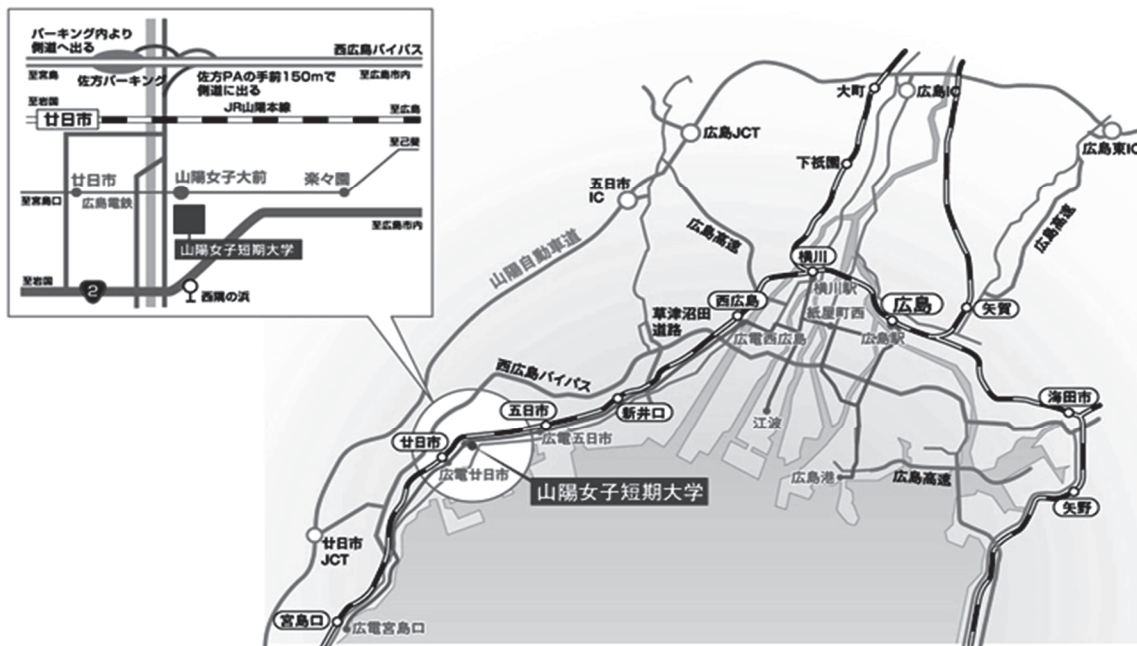 パーキング内より
側道へ出る
西広島バイパス
至宮島
佐方パーキング
佐方PAの手前150mで
側道に出る
至広島市内
至岩国
JR山陽本線
至広島
廿日市
至己斐
廿日市
山陽女子大前
楽々園
至宮島口
広島電鉄
至広島市内
山陽女子短期大学
至岩国
2
西隅の浜
大町
広島IC
広島JCT
広島東IC
下祇園
五日市
IC
広島高速
広島高速
山陽自動車道
横川
横川駅
西広島
広島
矢賀
草津沼田
道路
紙屋町西
広電西広島
広島駅
西広島バイパス
海田市
五日市
新井口
江波
広電五日市
廿日市
広電廿日市
広島港
広島高速
山陽女子短期大学
矢野
廿日市
JCT
宮島口
広電宮島口